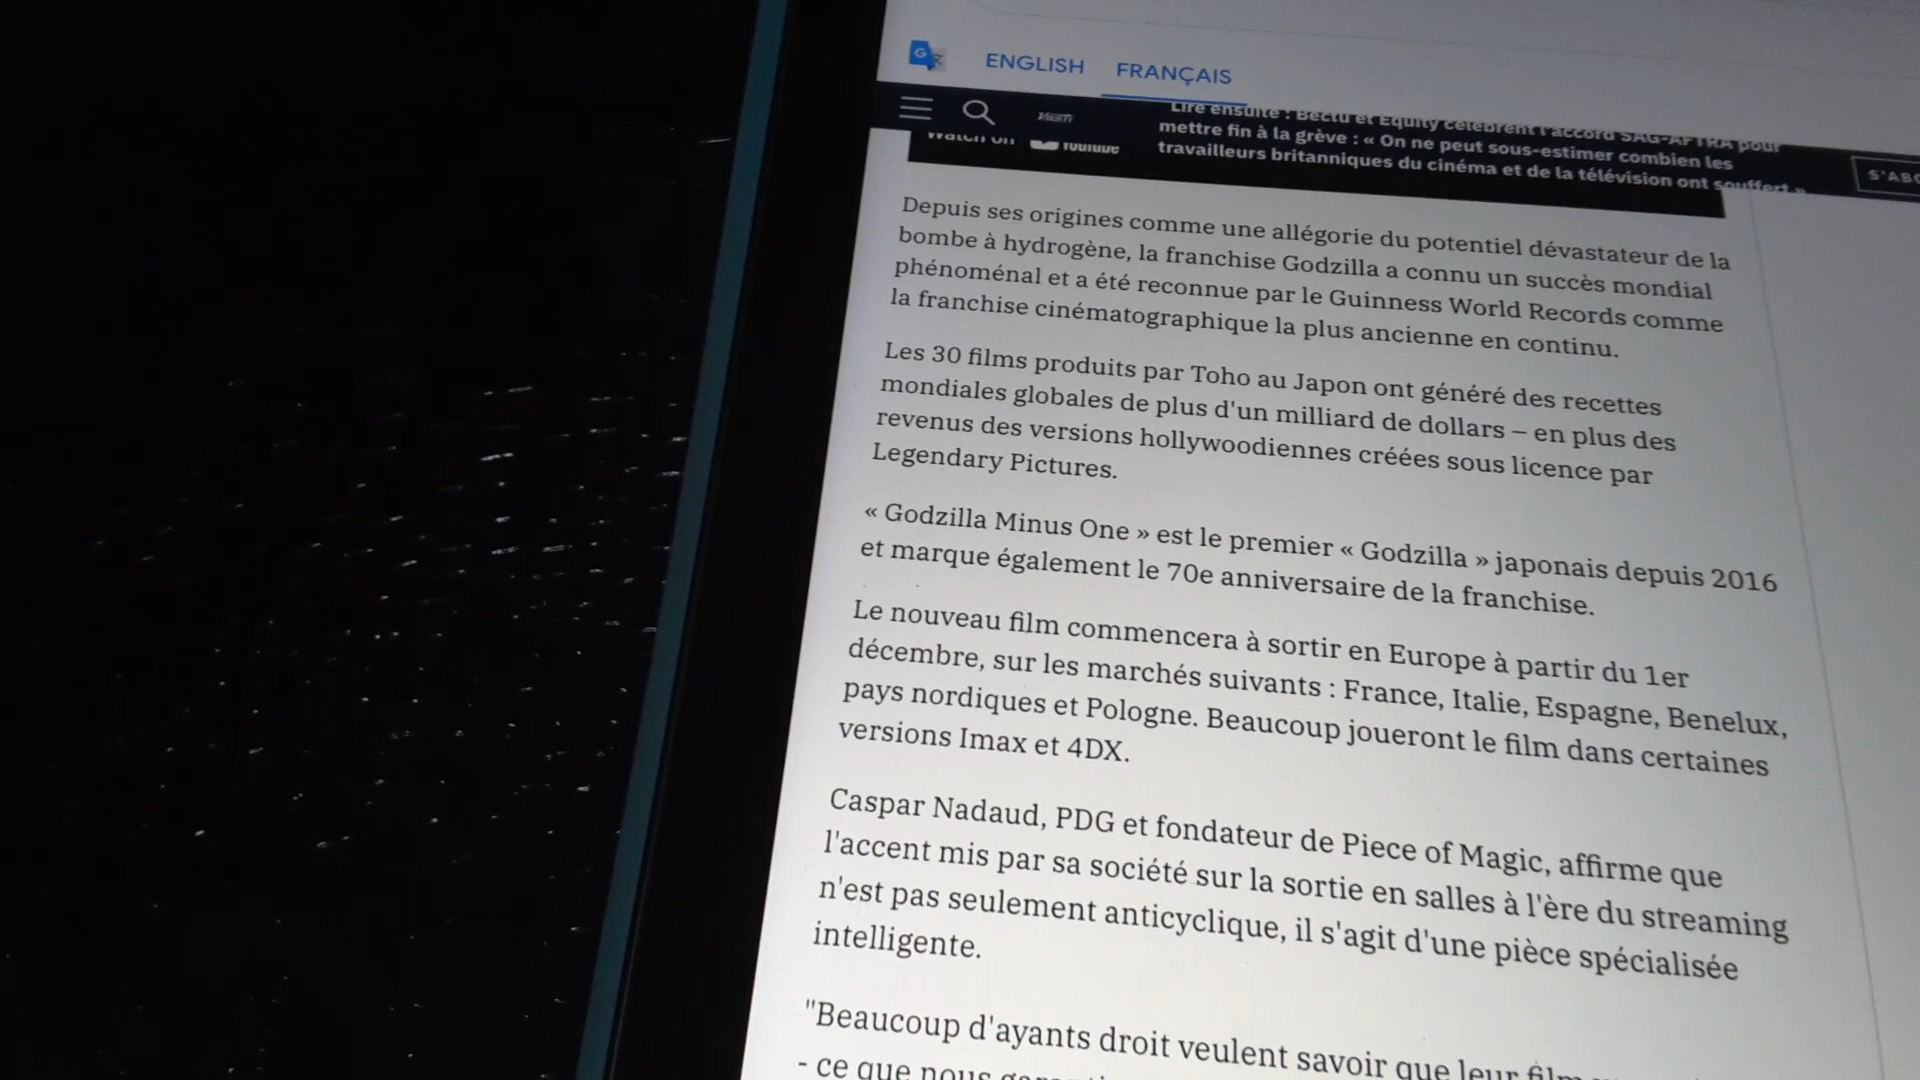 ENGLISH FRANÇAIS
Variety
Lire ensuite : Bectu et Equity célèbrent l'accord SAG-AFTRA pour
mettre fin à la grève : « On ne peut sous-estimer combien les
travailleurs britanniques du cinéma et de la télévision ont souffert »
S'ABO
Watch on YouTube
Depuis ses origines comme une allégorie du potentiel dévastateur de la
bombe à hydrogène, la franchise Godzilla a connu un succès mondial
phénoménal et a été reconnue par le Guinness World Records comme
la franchise cinématographique la plus ancienne en continu.
Les 30 films produits par Toho au Japon ont généré des recettes
mondiales globales de plus d'un milliard de dollars – en plus des
revenus des versions hollywoodiennes créées sous licence par
Legendary Pictures.
« Godzilla Minus One » est le premier « Godzilla » japonais depuis 2016
et marque également le 70e anniversaire de la franchise.
Le nouveau film commencera à sortir en Europe à partir du 1er
décembre, sur les marchés suivants : France, Italie, Espagne, Benelux,
pays nordiques et Pologne. Beaucoup joueront le film dans certaines
versions Imax et 4DX.
Caspar Nadaud, PDG et fondateur de Piece of Magic, affirme que
l'accent mis par sa société sur la sortie en salles à l'ère du streaming
n'est pas seulement anticyclique, il s'agit d'une pièce spécialisée
intelligente.
"Beaucoup d'ayants droit veulent savoir que leur film
- ce que nous